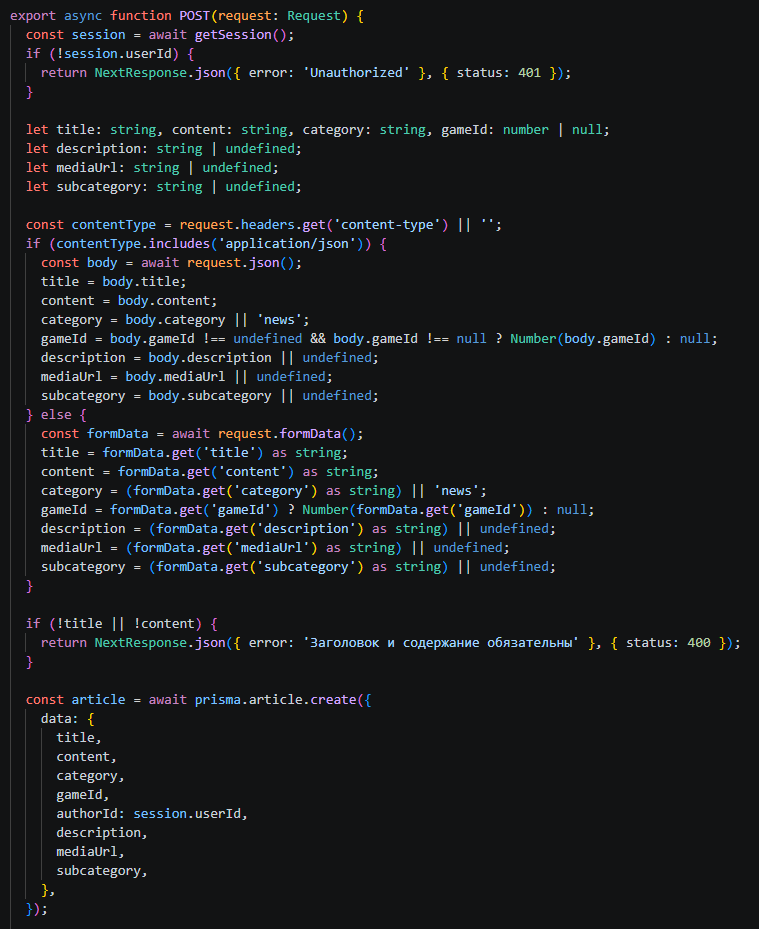 export async function POST(request: Request) {
  const session = await getSession();
  if (!session.userId) {
    return NextResponse.json({ error: 'Unauthorized' }, { status: 401 });
  }

  let title: string, content: string, category: string, gameId: number | null;
  let description: string | undefined;
  let mediaUrl: string | undefined;
  let subcategory: string | undefined;

  const contentType = request.headers.get('content-type') || '';
  if (contentType.includes('application/json')) {
    const body = await request.json();
    title = body.title;
    content = body.content;
    category = body.category || 'news';
    gameId = body.gameId !== undefined && body.gameId !== null ? Number(body.gameId) : null;
    description = body.description || undefined;
    mediaUrl = body.mediaUrl || undefined;
    subcategory = body.subcategory || undefined;
  } else {
    const formData = await request.formData();
    title = formData.get('title') as string;
    content = formData.get('content') as string;
    category = (formData.get('category') as string) || 'news';
    gameId = formData.get('gameId') ? Number(formData.get('gameId')) : null;
    description = (formData.get('description') as string) || undefined;
    mediaUrl = (formData.get('mediaUrl') as string) || undefined;
    subcategory = (formData.get('subcategory') as string) || undefined;
  }

  if (!title || !content) {
    return NextResponse.json({ error: 'Заголовок и содержание обязательны' }, { status: 400 });
  }

  const article = await prisma.article.create({
    data: {
      title,
      content,
      category,
      gameId,
      authorId: session.userId,
      description,
      mediaUrl,
      subcategory,
    },
  });